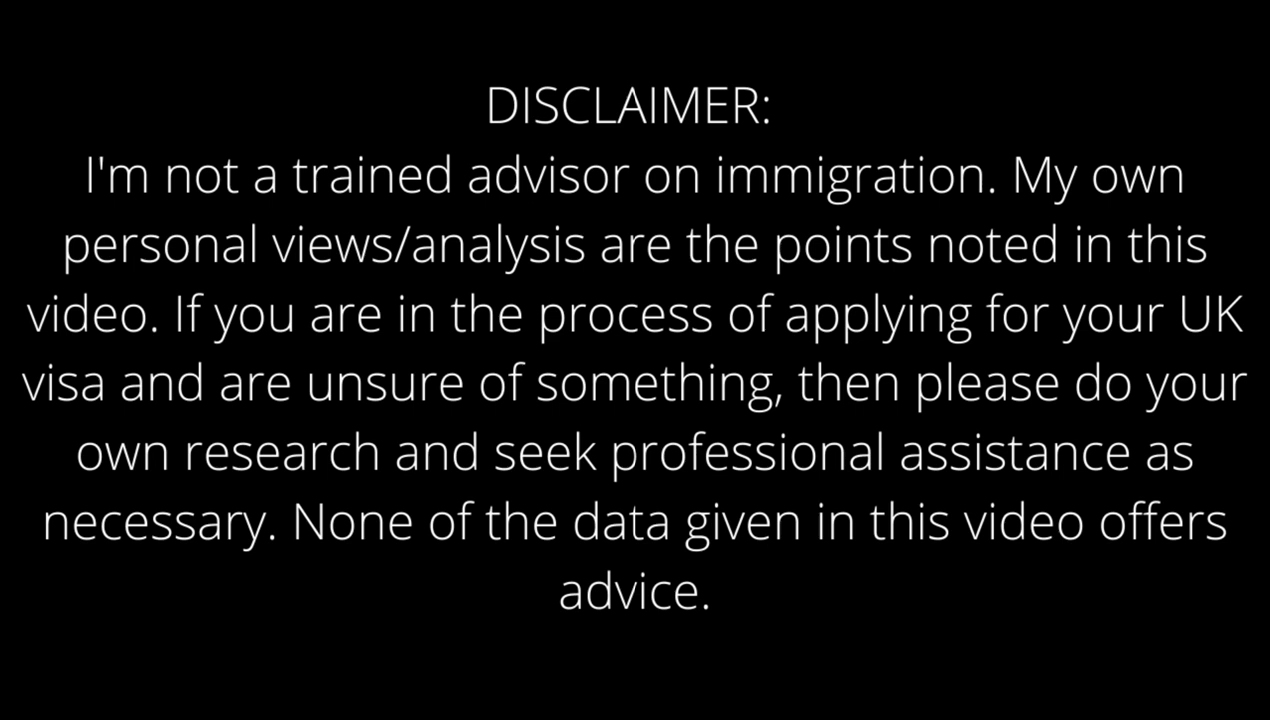 DISCLAIMER:
I'm not a trained advisor on immigration. My own
personal views/analysis are the points noted in this
video. If you are in the process of applying for your UK
visa and are unsure of something, then please do your
own research and seek professional assistance as
necessary. None of the data given in this video offers
advice.